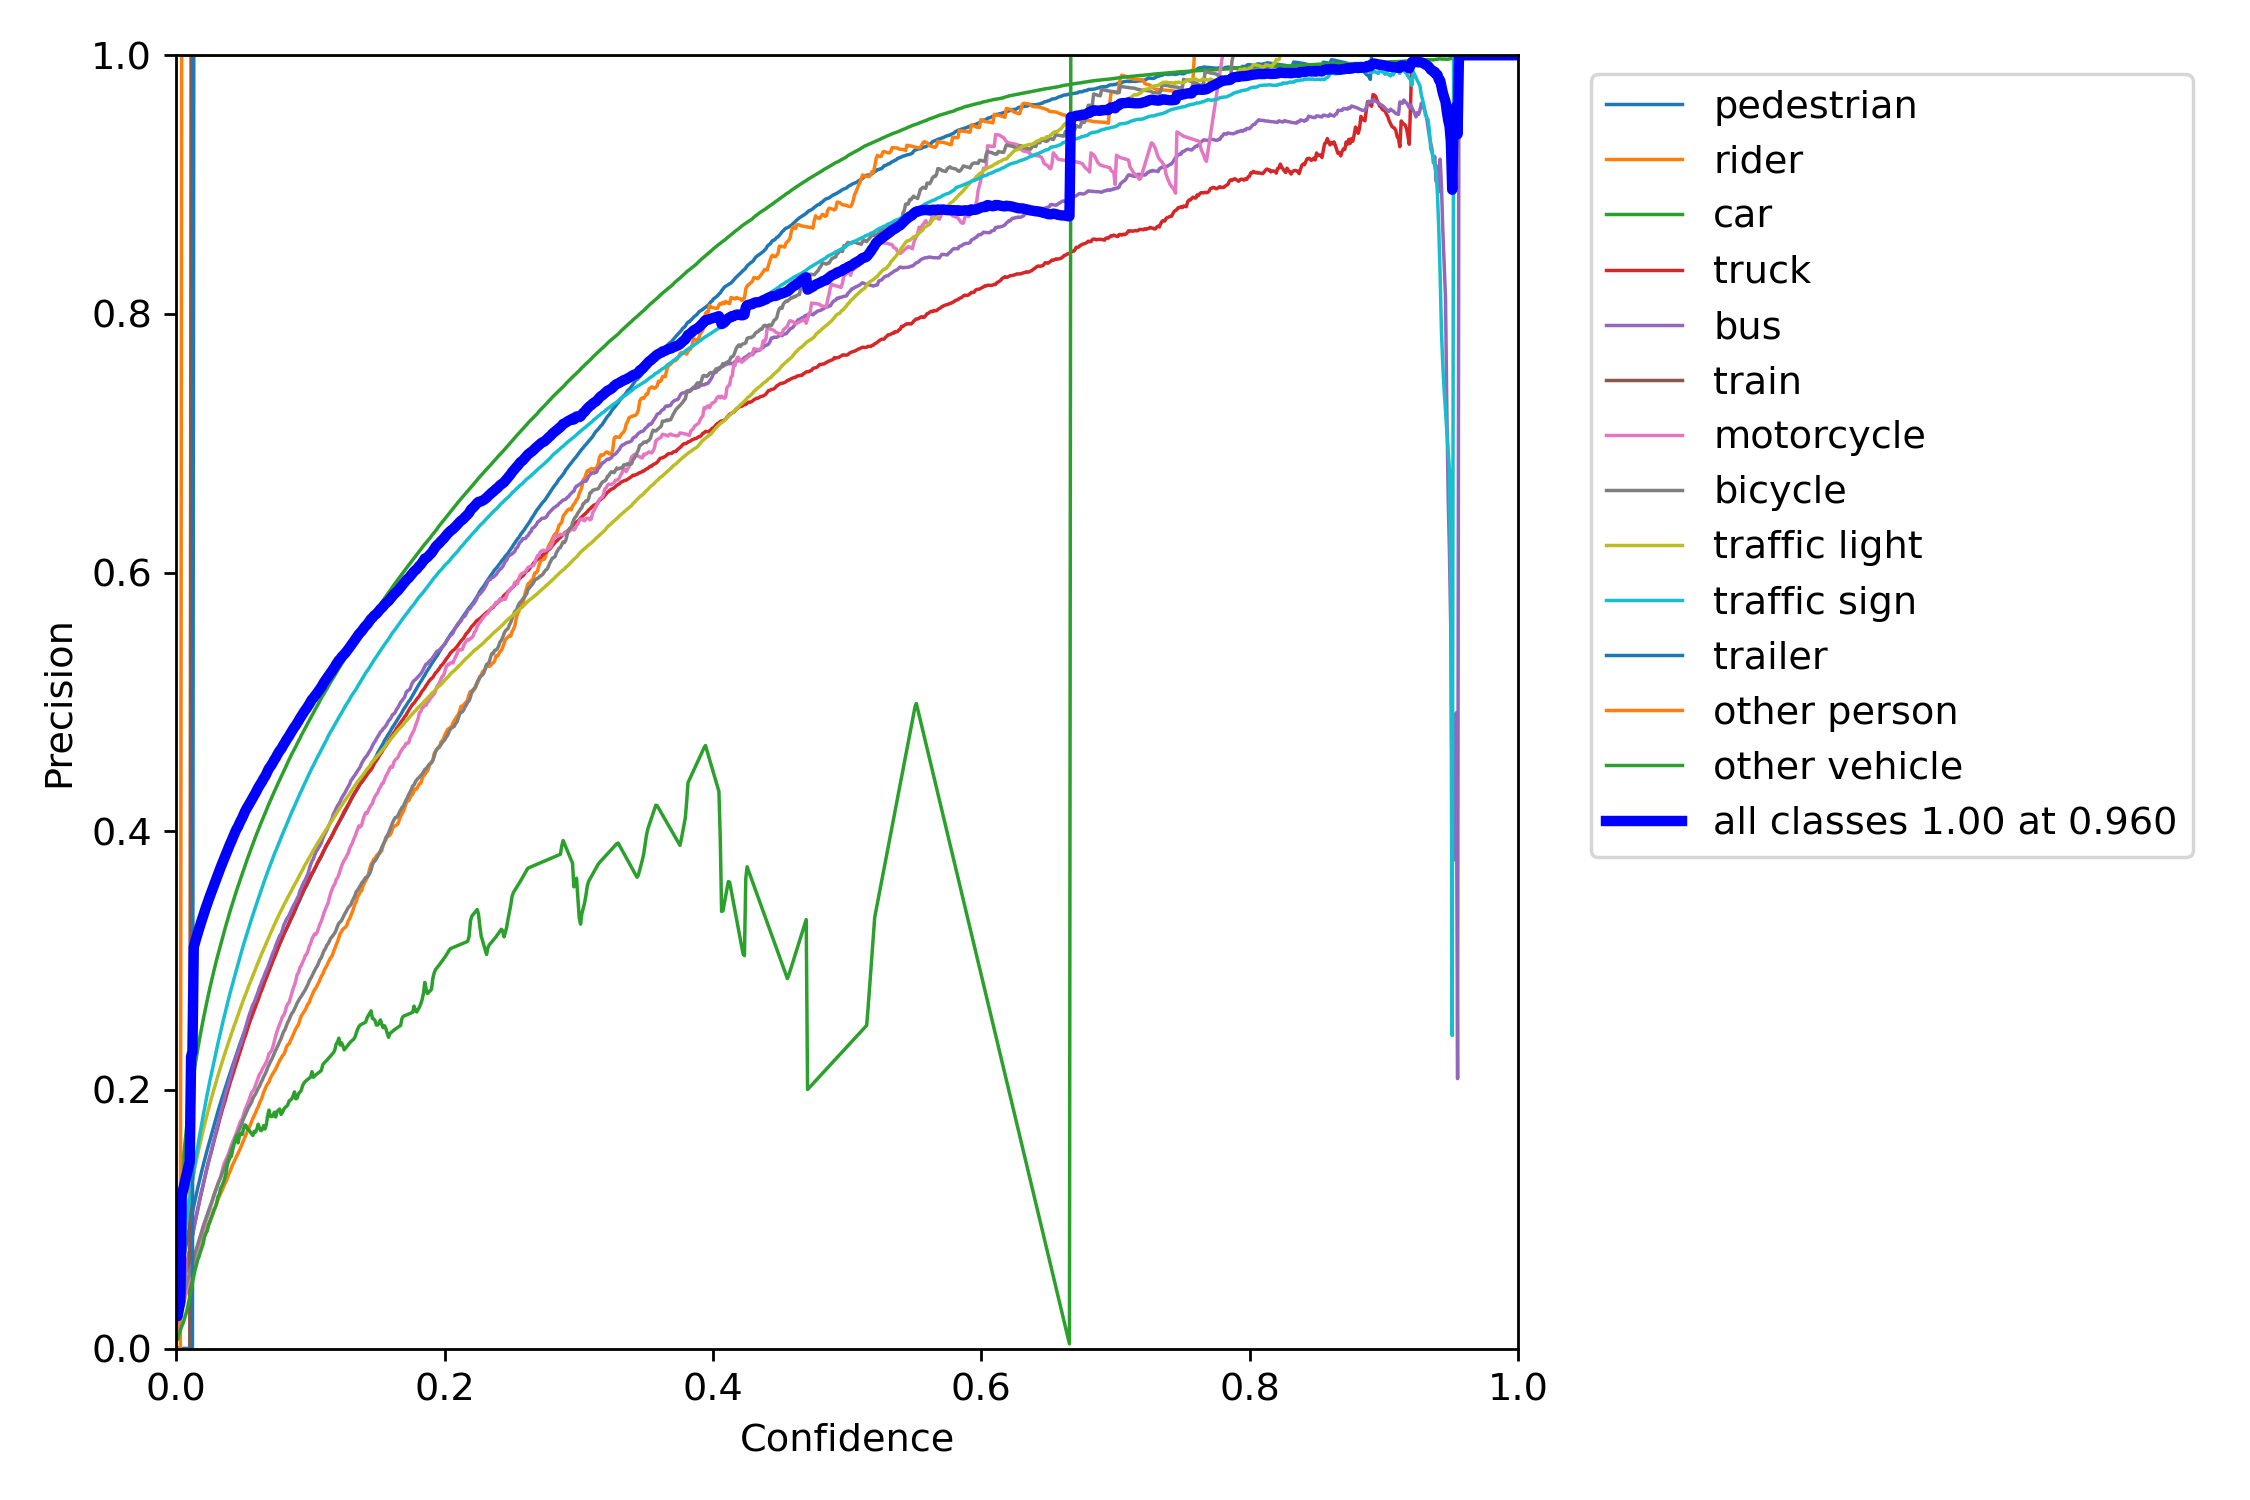 1.0
0.8
0.6
0.4
0.2
0.0
Precision
0.0 0.2 0.4 0.6 0.8 1.0
Confidence
pedestrian
rider
car
truck
bus
train
motorcycle
bicycle
traffic light
traffic sign
trailer
other person
other vehicle
all classes 1.00 at 0.960